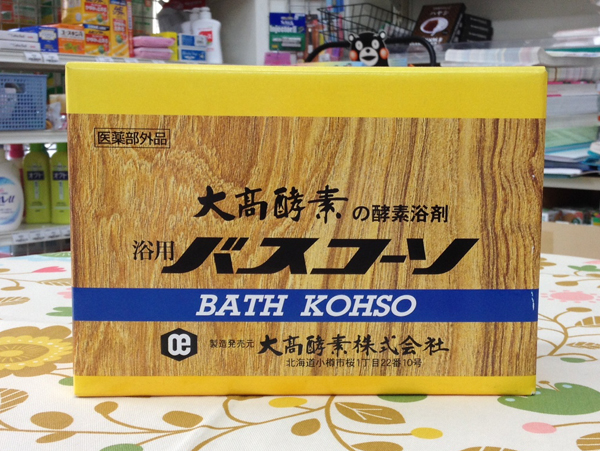 医薬部外品
大髙酵素の酵素浴剤
浴用バスコーソ
BATH KOHSO
製造発売元 大髙酵素株式会社
北海道小樽市桜1丁目22番10号